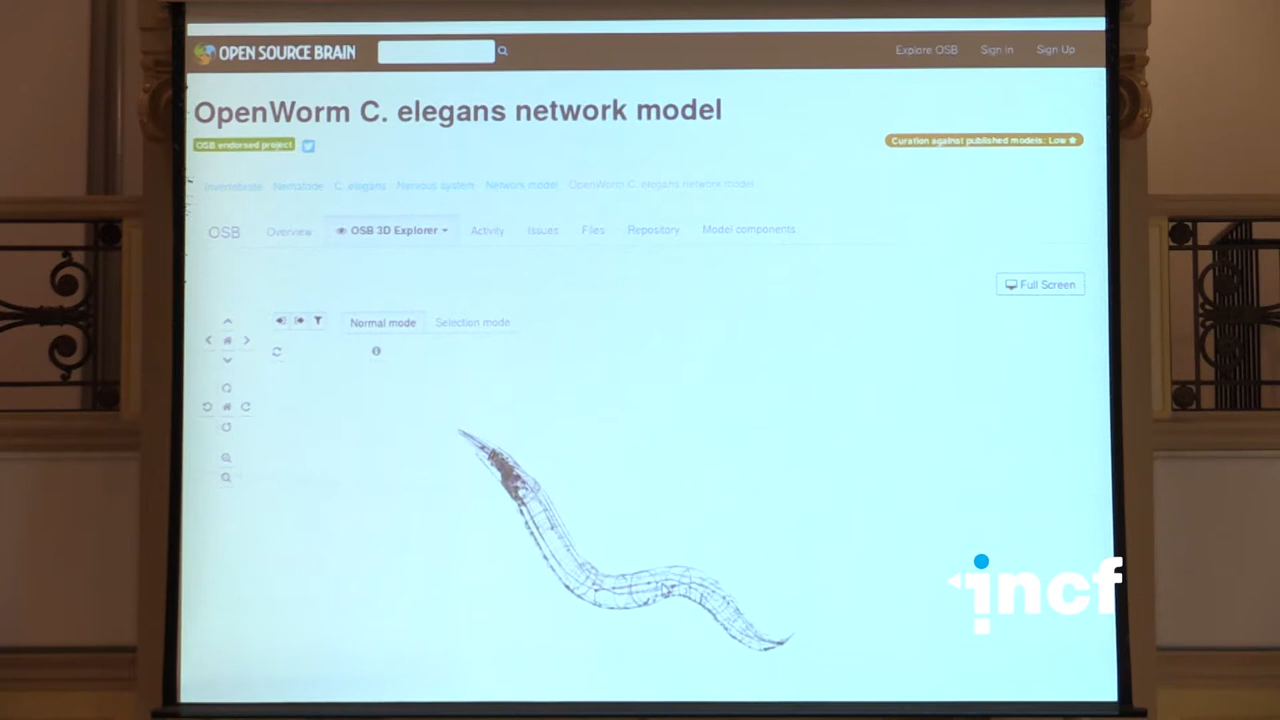 OPEN SOURCE BRAIN
Explore OSB Sign in Sign Up
OpenWorm C. elegans network model
OSB endorsed project
Curation against published models: Low
Invertebrate Nematode C. elegans Nervous system Network model OpenWorm C. elegans network model
OSB Overview OSB 3D Explorer Activity Issues Files Repository Model components
Full Screen
Normal mode Selection mode
incf